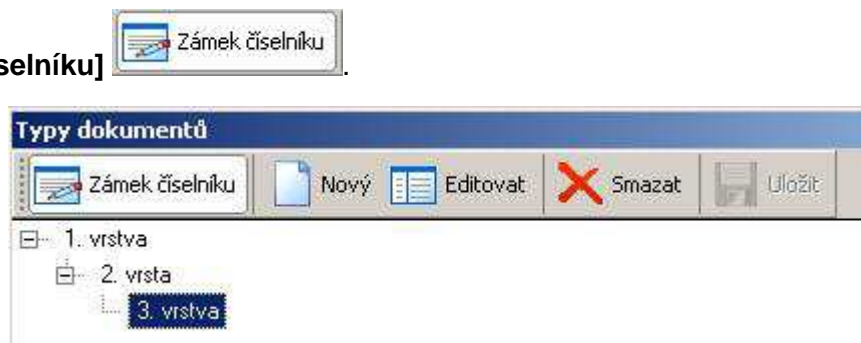 selníku] Zámek číselníku.
Typy dokumentů
Zámek číselníku Nový Editovat Smazat Uložit
1. vrstva
2. vrsta
3. vrstva